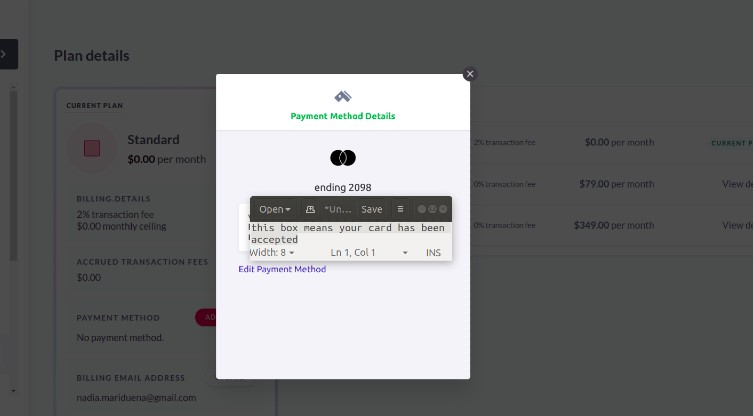 Plan details
CURRENT PLAN
Standard
$0.00 per month
BILLING DETAILS
2% transaction fee
$0.00 monthly ceiling
ACCRUED TRANSACTION FEES
$0.00
PAYMENT METHOD
No payment method.
BILLING EMAIL ADDRESS
nadia.mariduena@gmail.com
Payment Method Details
ending 2098
Open
*Un...
Save
this box means your card has been
accepted
Width: 8
Ln 1, Col 1
INS
Edit Payment Method
2% transaction fee
$0.00 per month
CURRENT P
0% transaction fee
$79.00 per month
View de
0% transaction fee
$349.00 per month
View de